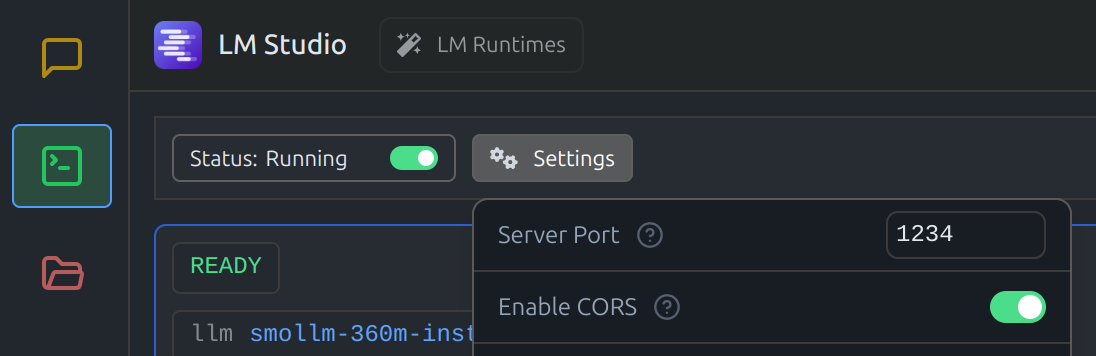 LM Studio LM Runtimes
Status: Running Settings
Server Port ? 1234
READY
Enable CORS ?
llm smollm-360m-inst